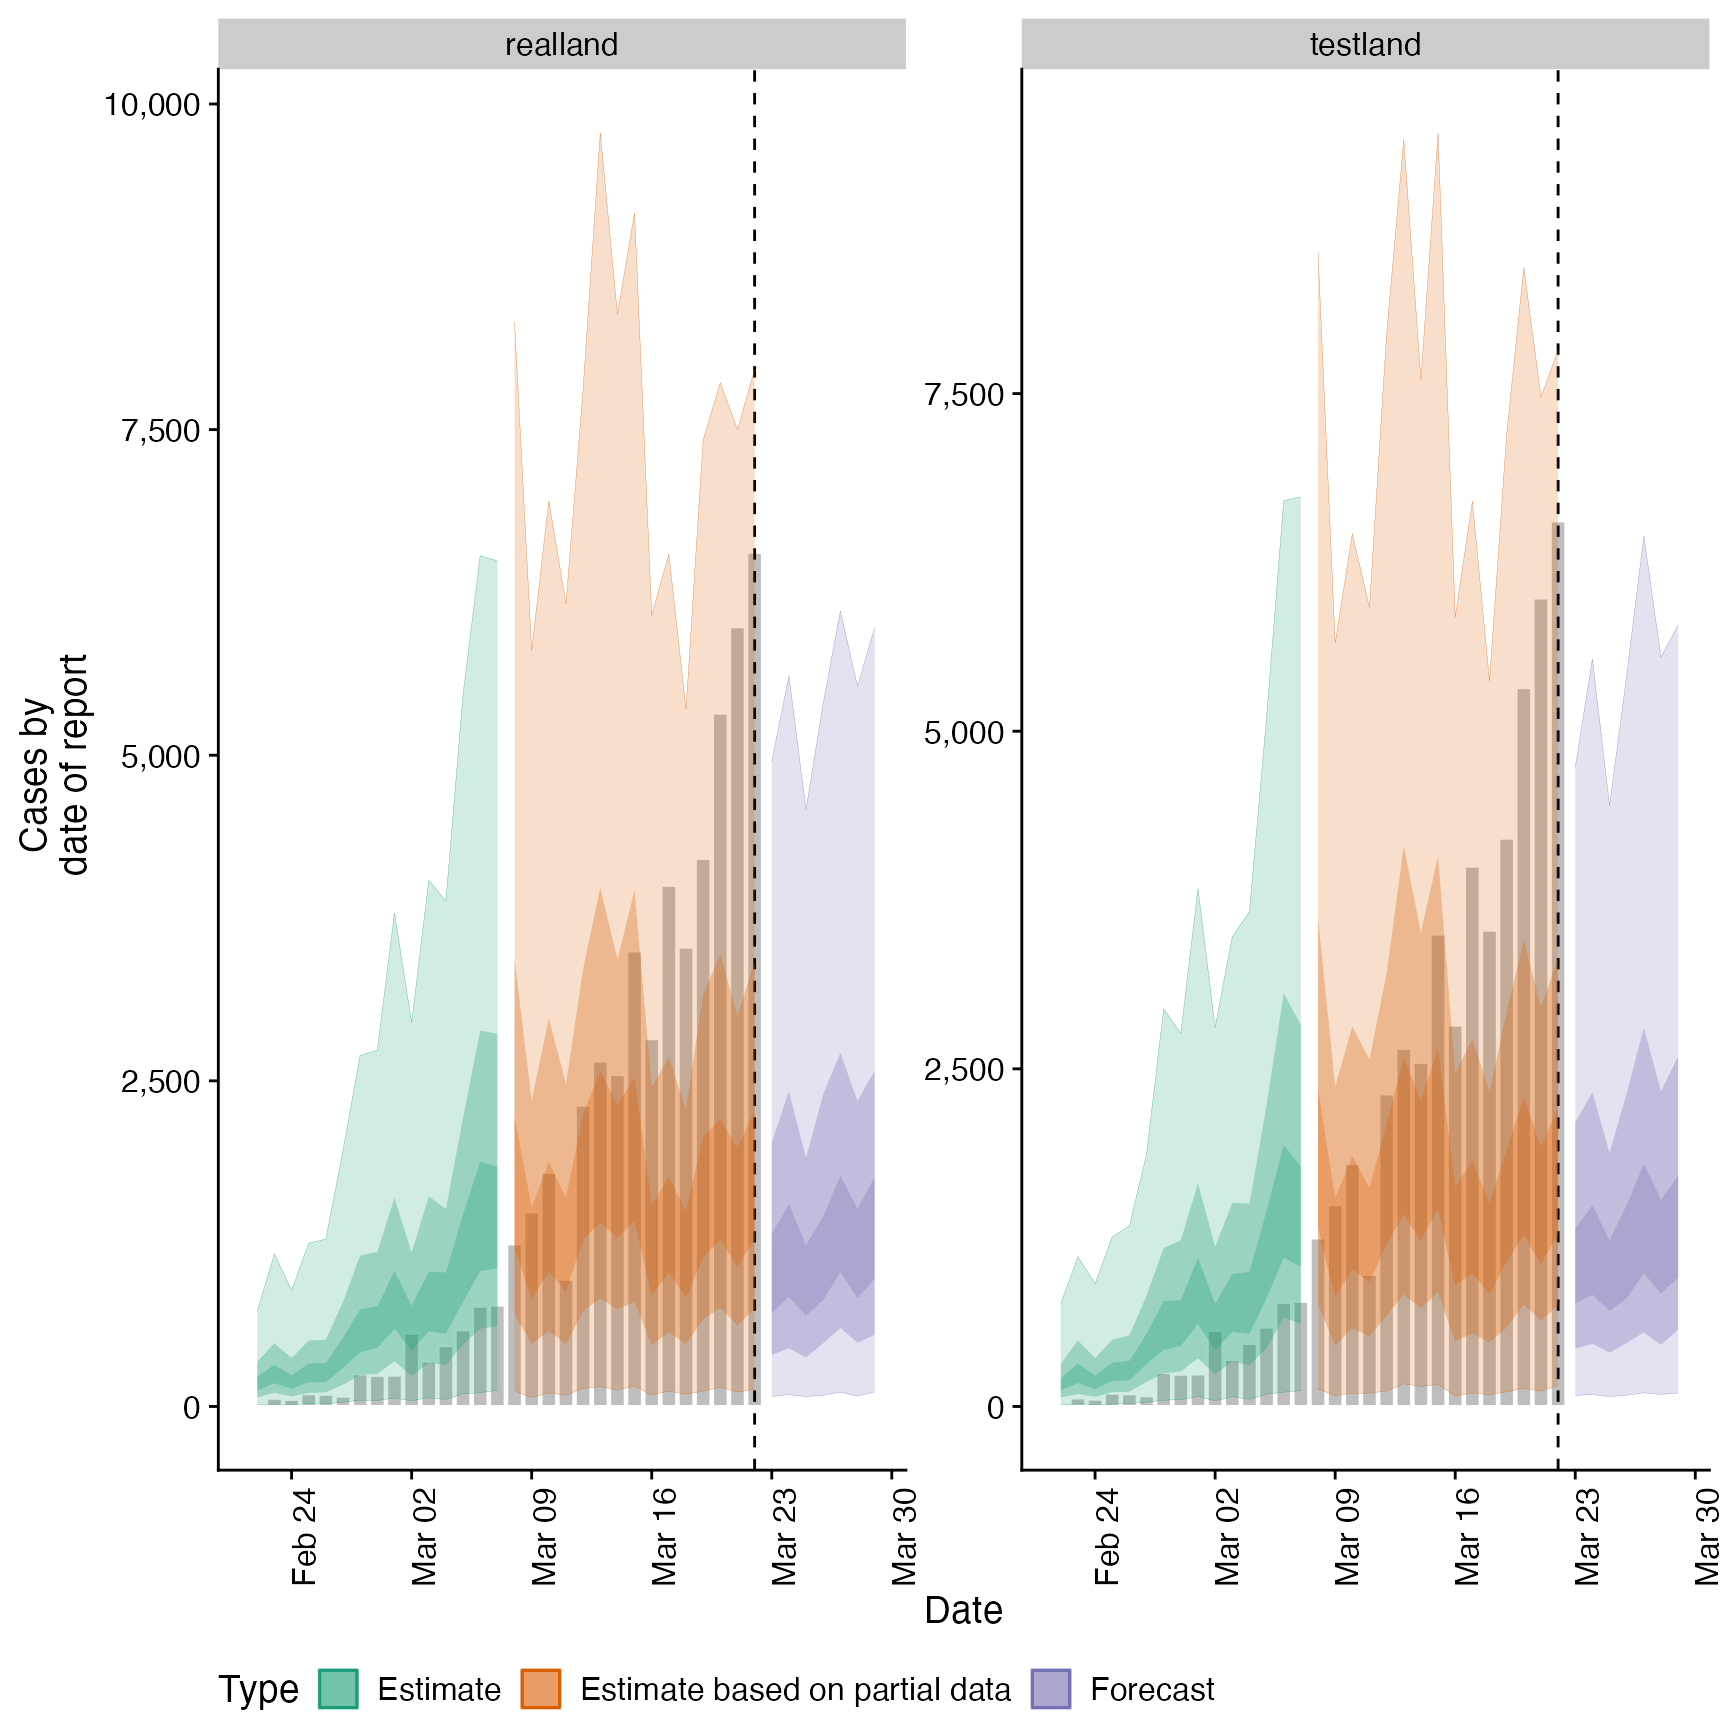 realland
testland
Cases by
date of report
10,000
7,500
5,000
2,500
0
7,500
5,000
2,500
0
Feb 24
Mar 02
Mar 09
Mar 16
Mar 23
Mar 30
Feb 24
Mar 02
Mar 09
Mar 16
Mar 23
Mar 30
Date
Type Estimate Estimate based on partial data Forecast